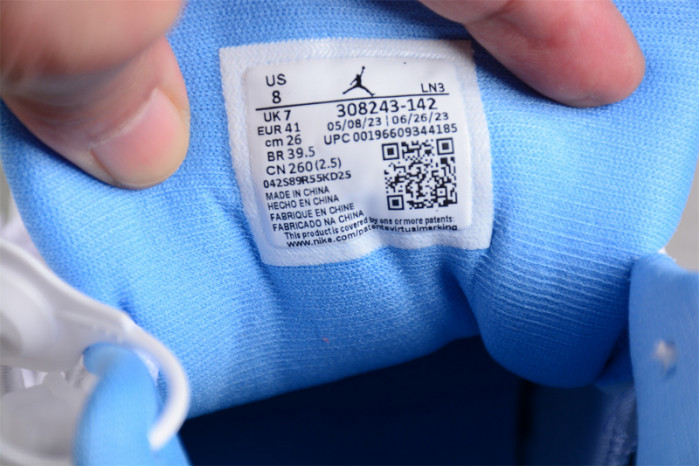 US
8
LN3
UK 7
308243-142
EUR 41
05/08/23 | 06/26/23
cm 26
UPC 00196609344185
BR 39.5
CN 260 (2.5)
042S89R55KD25
MADE IN CHINA
HECHO EN CHINA
FABRIQUE EN CHINE
FABRICADO NA CHINA
This product is covered by one or more patents:
www.nike.com/patentsvirtualmarking